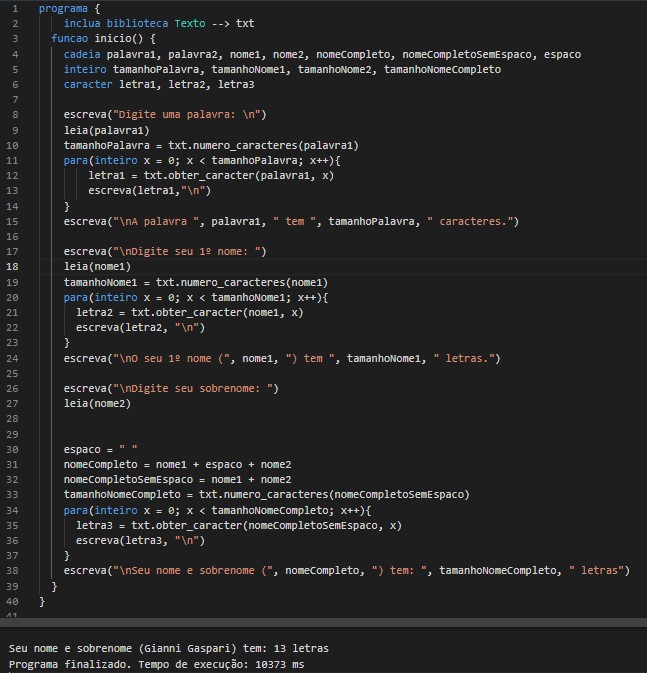 1 programa {
2 inclua biblioteca Texto --> txt
3 funcao inicio() {
4 cadeia palavra1, palavra2, nome1, nome2, nomeCompleto, nomeCompletoSemEspaco, espaco
5 inteiro tamanhoPalavra, tamanhoNome1, tamanhoNome2, tamanhoNomeCompleto
6 caracter letra1, letra2, letra3
7
8 escreva("Digite uma palavra: \n")
9 leia(palavra1)
10 tamanhoPalavra = txt.numero_caracteres(palavra1)
11 para(inteiro x = 0; x < tamanhoPalavra; x++){
12 letra1 = txt.obter_caracter(palavra1, x)
13 escreva(letra1,"\n")
14 }
15 escreva("\nA palavra ", palavra1, " tem ", tamanhoPalavra, " caracteres.")
16
17 escreva("\nDigite seu 1º nome: ")
18 leia(nome1)
19 tamanhoNome1 = txt.numero_caracteres(nome1)
20 para(inteiro x = 0; x < tamanhoNome1; x++){
21 letra2 = txt.obter_caracter(nome1, x)
22 escreva(letra2, "\n")
23 }
24 escreva("\nO seu 1º nome (", nome1, ") tem ", tamanhoNome1, " letras.")
25
26 escreva("\nDigite seu sobrenome: ")
27 leia(nome2)
28
29
30 espaco = " "
31 nomeCompleto = nome1 + espaco + nome2
32 nomeCompletoSemEspaco = nome1 + nome2
33 tamanhoNomeCompleto = txt.numero_caracteres(nomeCompletoSemEspaco)
34 para(inteiro x = 0; x < tamanhoNomeCompleto; x++){
35 letra3 = txt.obter_caracter(nomeCompletoSemEspaco, x)
36 escreva(letra3, "\n")
37 }
38 escreva("\nSeu nome e sobrenome (", nomeCompleto, ") tem: ", tamanhoNomeCompleto, " letras")
39 }
40 }
41
Seu nome e sobrenome (Gianni Gaspari) tem: 13 letras
Programa finalizado. Tempo de execução: 10373 ms